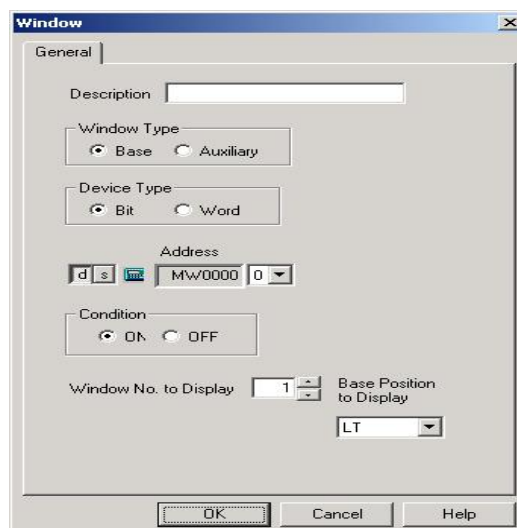 Window
General
Description
Window Type
Base Auxiliary
Device Type
Bit Word
Address
d s MW0000 0
Condition
ON OFF
Window No. to Display 1 Base Position
to Display
LT
OK Cancel Help